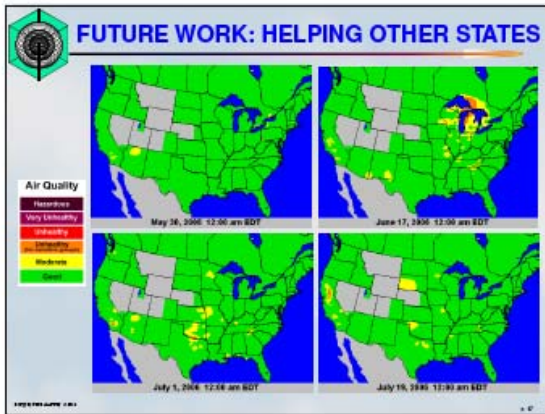 FUTURE WORK: HELPING OTHER STATES
Air Quality
Hazardous
Very Unhealthy
Unhealthy
Unhealthy
Moderate
Good
May 30, 2006 12:00 am EDT
June 17, 2006 12:00 am EDT
July 1, 2006 12:00 am EDT
July 19, 2006 12:00 am EDT